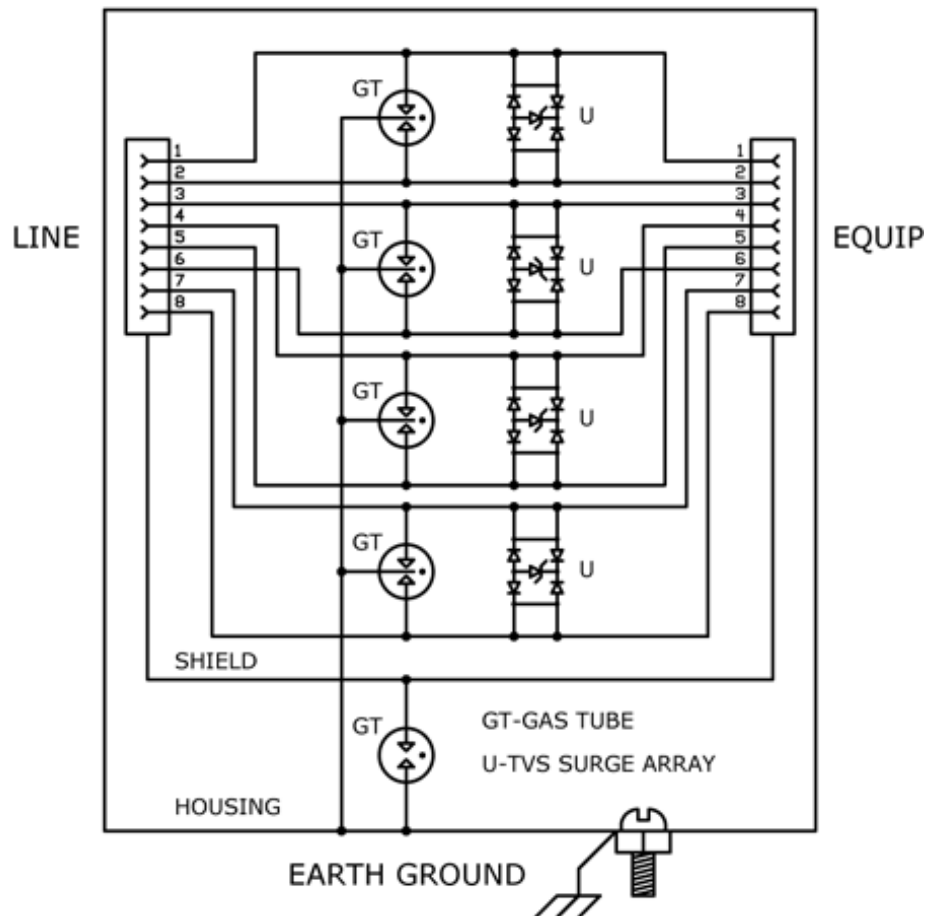 GT
U
1
2
3
4
5
6
7
8
1
2
3
4
5
6
7
8
LINE
EQUIP
GT
U
GT
U
GT
U
SHIELD
GT
GT-GAS TUBE
U-TVS SURGE ARRAY
HOUSING
EARTH GROUND